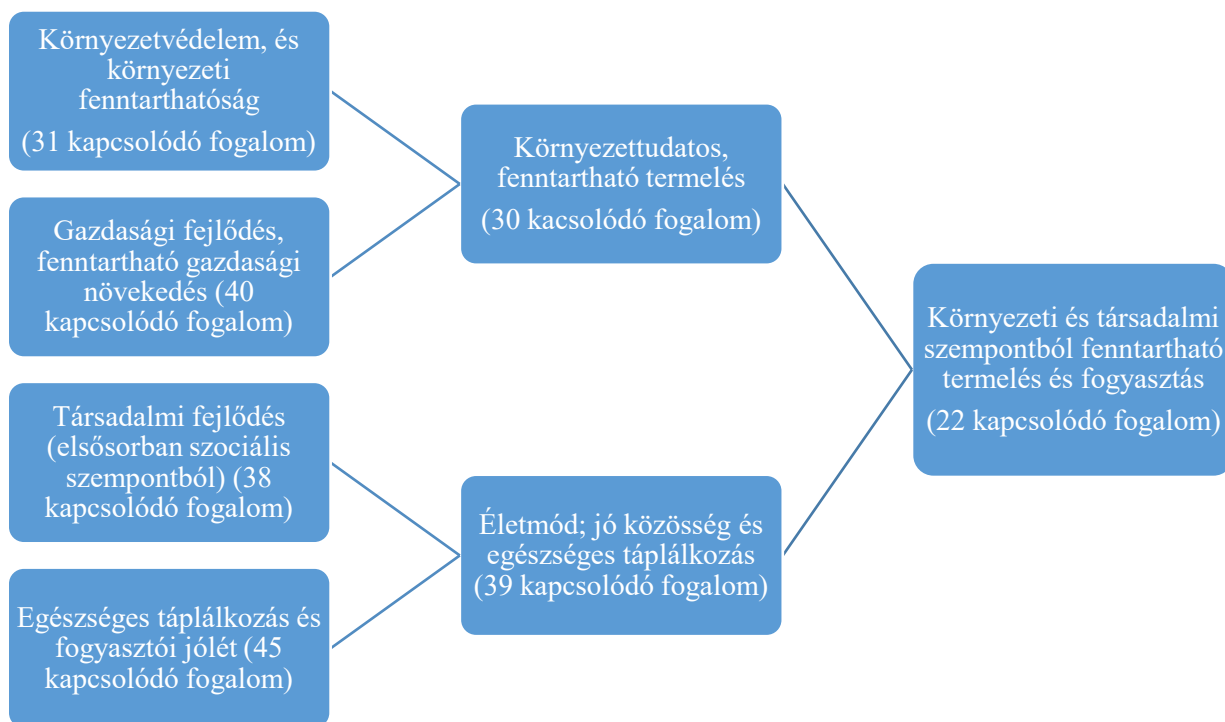 Környezetvédelem, és
környezeti
fenntarthatóság
(31 kapcsolódó fogalom)
Gazdasági fejlődés,
fenntartható gazdasági
növekedés (40
kapcsolódó fogalom)
Társadalmi fejlődés
(elsősorban szociális
szempontból) (38
kapcsolódó fogalom)
Egészséges táplálkozás és
fogyasztói jólét (45
kapcsolódó fogalom)
Környezettudatos,
fenntartható termelés
(30 kacsolódó fogalom)
Életmód; jó közösség és
egészséges táplálkozás
(39 kapcsolódó fogalom)
Környezeti és társadalmi
szempontból fenntartható
termelés és fogyasztás
(22 kapcsolódó fogalom)